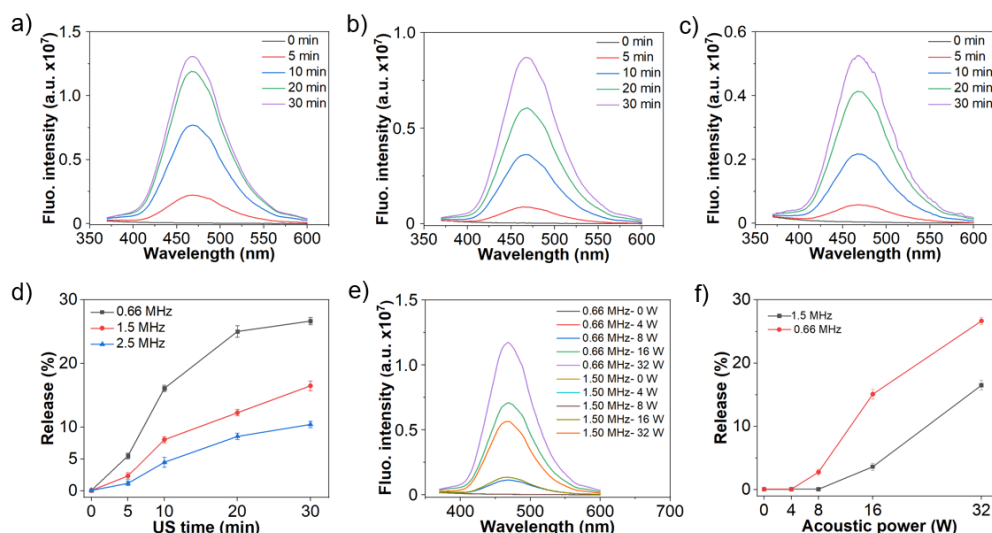 a)
Fluo. intensity (a.u. x10⁷)
1.5
1.0
0.5
0
350 400 450 500 550 600
Wavelength (nm)
0 min
5 min
10 min
20 min
30 min
b)
Fluo. intensity (a.u. x10⁷)
1.0
0.5
0
350 400 450 500 550 600
Wavelength (nm)
0 min
5 min
10 min
20 min
30 min
c)
Fluo. intensity (a.u. x10⁷)
0.6
0.4
0.2
0
350 400 450 500 550 600
Wavelength (nm)
0 min
5 min
10 min
20 min
30 min
d)
Release (%)
30
20
10
0
0 5 10 20 30
US time (min)
0.66 MHz
1.5 MHz
2.5 MHz
e)
Fluo. intensity (a.u. x10⁷)
1.5
1.0
0.5
0
400 500 600 700
Wavelength (nm)
0.66 MHz- 0 W
0.66 MHz- 4 W
0.66 MHz- 8 W
0.66 MHz- 16 W
0.66 MHz- 32 W
1.50 MHz- 0 W
1.50 MHz- 4 W
1.50 MHz- 8 W
1.50 MHz- 16 W
1.50 MHz- 32 W
f)
Release (%)
30
20
10
0
0 4 8 16 32
Acoustic power (W)
1.5 MHz
0.66 MHz